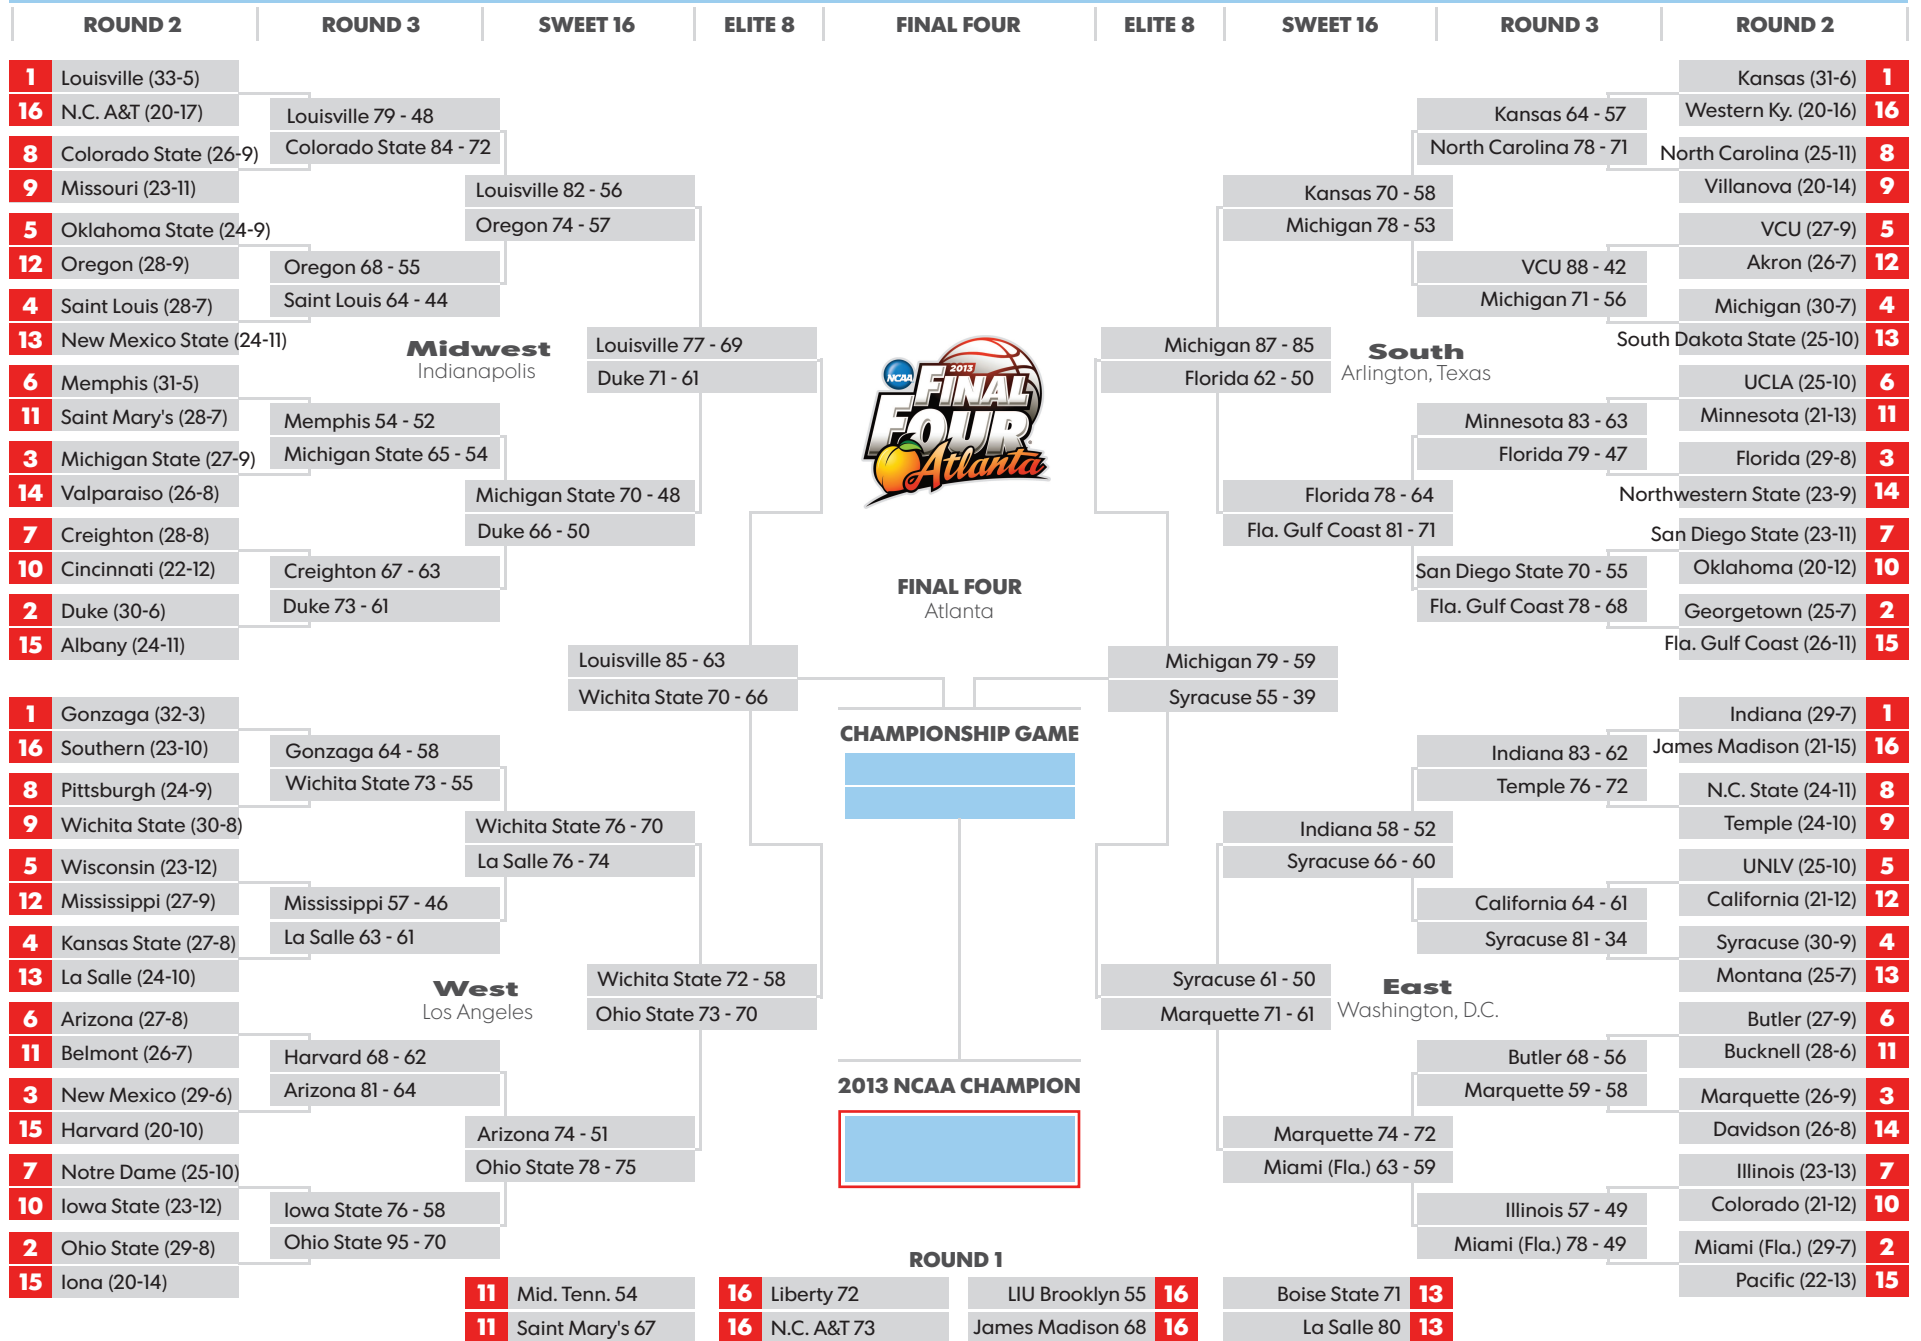 ROUND 2 ROUND 3 SWEET 16 ELITE 8 FINAL FOUR ELITE 8 SWEET 16 ROUND 3 ROUND 2
1 Louisville (33-5)
16 N.C. A&T (20-17)
8 Colorado State (26-9)
9 Missouri (23-11)
5 Oklahoma State (24-9)
12 Oregon (28-9)
4 Saint Louis (28-7)
13 New Mexico State (24-11)
6 Memphis (31-5)
11 Saint Mary's (28-7)
3 Michigan State (27-9)
14 Valparaiso (26-8)
7 Creighton (28-8)
10 Cincinnati (22-12)
2 Duke (30-6)
15 Albany (24-11)
Louisville 79 - 48
Colorado State 84 - 72
Oregon 68 - 55
Saint Louis 64 - 44
Memphis 54 - 52
Michigan State 65 - 54
Creighton 67 - 63
Duke 73 - 61
Louisville 82 - 56
Oregon 74 - 57
Michigan State 70 - 48
Duke 66 - 50
Midwest
Indianapolis
Louisville 77 - 69
Duke 71 - 61
1 Gonzaga (32-3)
16 Southern (23-10)
8 Pittsburgh (24-9)
9 Wichita State (30-8)
5 Wisconsin (23-12)
12 Mississippi (27-9)
4 Kansas State (27-8)
13 La Salle (24-10)
6 Arizona (27-8)
11 Belmont (26-7)
3 New Mexico (29-6)
15 Harvard (20-10)
7 Notre Dame (25-10)
10 Iowa State (23-12)
2 Ohio State (29-8)
15 Iona (20-14)
Gonzaga 64 - 58
Wichita State 73 - 55
Mississippi 57 - 46
La Salle 63 - 61
Harvard 68 - 62
Arizona 81 - 64
Iowa State 76 - 58
Ohio State 95 - 70
Wichita State 76 - 70
La Salle 76 - 74
Arizona 74 - 51
Ohio State 78 - 75
West
Los Angeles
Wichita State 72 - 58
Ohio State 73 - 70
Louisville 85 - 63
Wichita State 70 - 66
NCAA
2013
FINAL
FOUR
Atlanta
FINAL FOUR
Atlanta
CHAMPIONSHIP GAME
2013 NCAA CHAMPION
Michigan 79 - 59
Syracuse 55 - 39
Michigan 87 - 85
Florida 62 - 50
South
Arlington, Texas
Kansas 70 - 58
Michigan 78 - 53
Florida 78 - 64
Fla. Gulf Coast 81 - 71
Kansas 64 - 57
North Carolina 78 - 71
VCU 88 - 42
Michigan 71 - 56
Minnesota 83 - 63
Florida 79 - 47
San Diego State 70 - 55
Fla. Gulf Coast 78 - 68
Kansas (31-6) 1
Western Ky. (20-16) 16
North Carolina (25-11) 8
Villanova (20-14) 9
VCU (27-9) 5
Akron (26-7) 12
Michigan (30-7) 4
South Dakota State (25-10) 13
UCLA (25-10) 6
Minnesota (21-13) 11
Florida (29-8) 3
Northwestern State (23-9) 14
San Diego State (23-11) 7
Oklahoma (20-12) 10
Georgetown (25-7) 2
Fla. Gulf Coast (26-11) 15
Syracuse 61 - 50
Marquette 71 - 61
East
Washington, D.C.
Indiana 58 - 52
Syracuse 66 - 60
Marquette 74 - 72
Miami (Fla.) 63 - 59
Indiana 83 - 62
Temple 76 - 72
California 64 - 61
Syracuse 81 - 34
Butler 68 - 56
Marquette 59 - 58
Illinois 57 - 49
Miami (Fla.) 78 - 49
Indiana (29-7) 1
James Madison (21-15) 16
N.C. State (24-11) 8
Temple (24-10) 9
UNLV (25-10) 5
California (21-12) 12
Syracuse (30-9) 4
Montana (25-7) 13
Butler (27-9) 6
Bucknell (28-6) 11
Marquette (26-9) 3
Davidson (26-8) 14
Illinois (23-13) 7
Colorado (21-12) 10
Miami (Fla.) (29-7) 2
Pacific (22-13) 15
ROUND 1
11 Mid. Tenn. 54
11 Saint Mary's 67
16 Liberty 72
16 N.C. A&T 73
LIU Brooklyn 55 16
James Madison 68 16
Boise State 71 13
La Salle 80 13